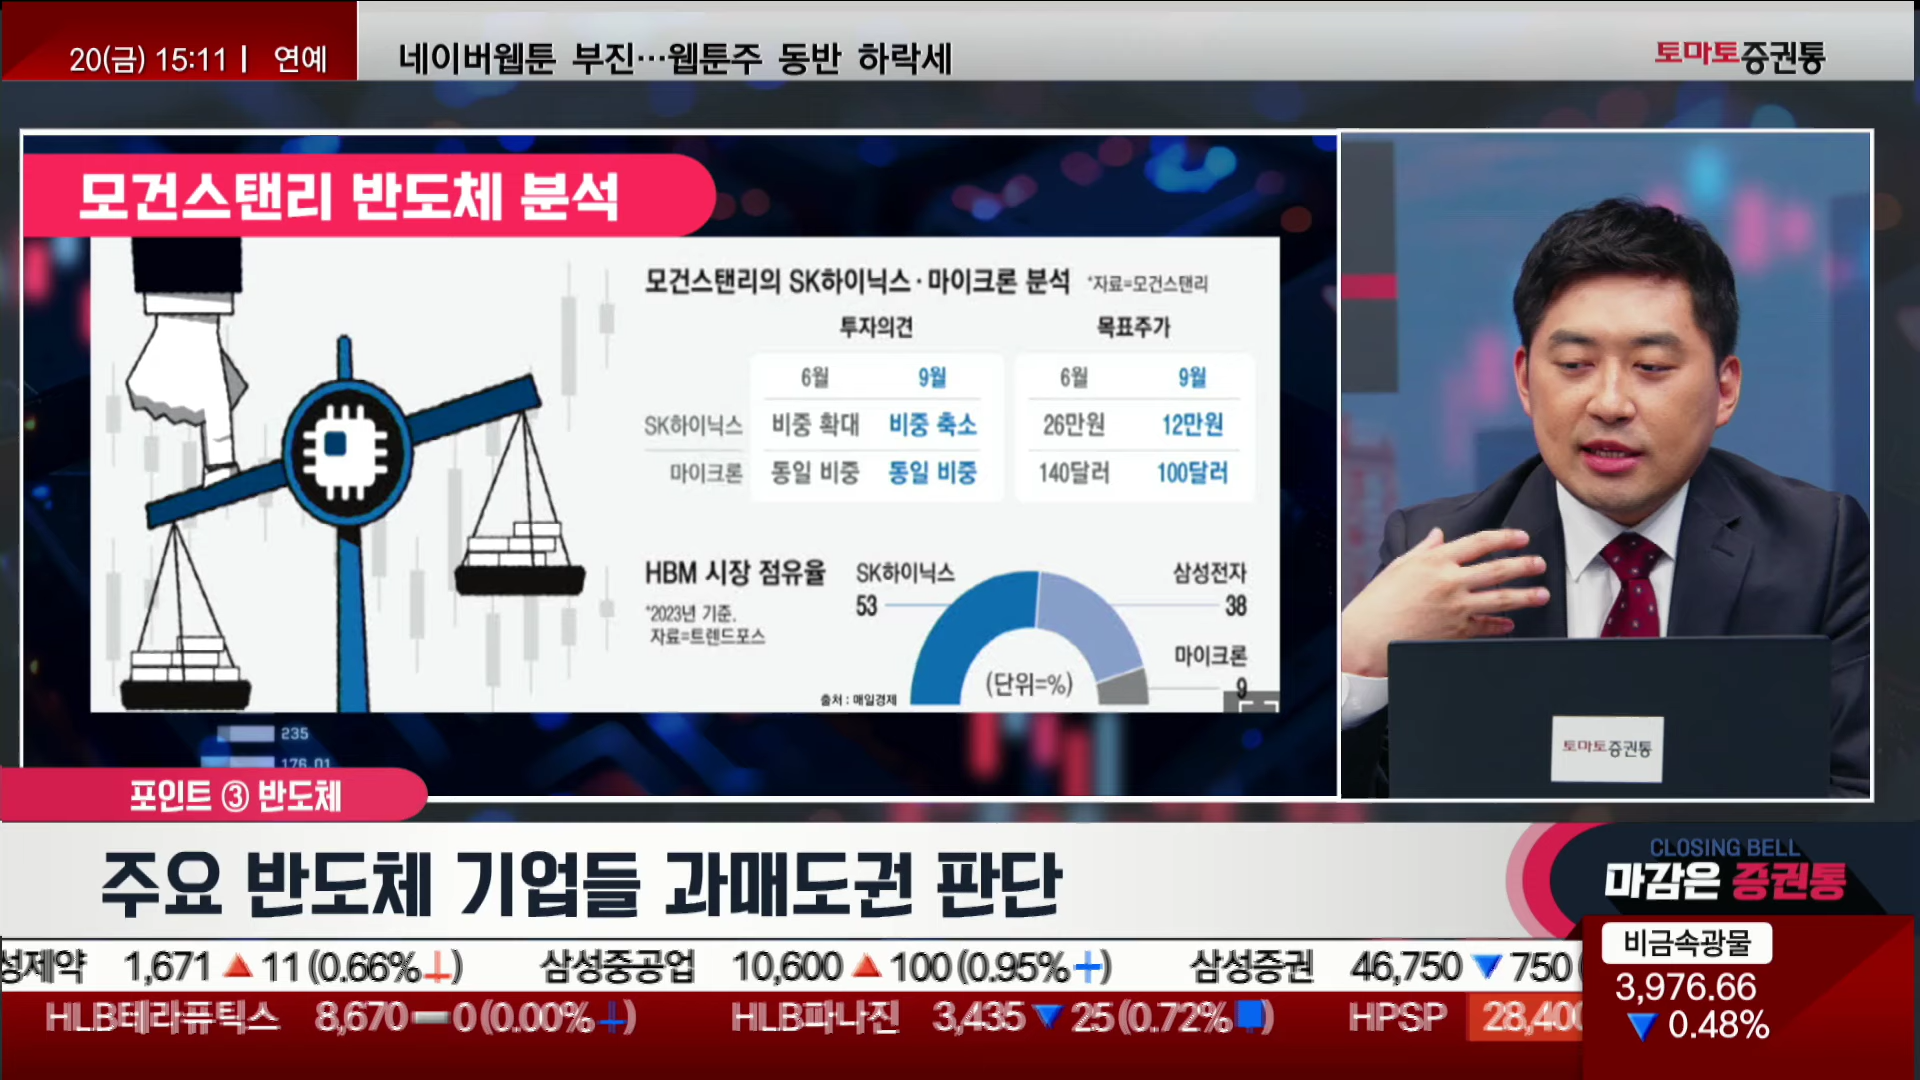 20(금) 15:11 | 연예
네이버웹툰 부진…웹툰주 동반 하락세
토마토증권통
모건스탠리 반도체 분석
모건스탠리의 SK하이닉스·마이크론 분석 *자료=모건스탠리
투자의견 목표주가
6월 9월 6월 9월
SK하이닉스 비중 확대 비중 축소 26만원 12만원
마이크론 동일 비중 동일 비중 140달러 100달러
HBM 시장 점유율
*2023년 기준.
자료=트렌드포스
SK하이닉스
53
삼성전자
38
마이크론
9
(단위=%)
출처 : 매일경제
235
176.01
토마토증권통
포인트 ③ 반도체
주요 반도체 기업들 과매도권 판단
CLOSING BELL
마감은 증권통
성제약 1,671 ▲ 11 (0.66%) 삼성중공업 10,600 ▲ 100 (0.95%) 삼성증권 46,750 ▼ 750 (
HLB테라퓨틱스 8,670 0 (0.00%) HLB파나진 3,435 ▼ 25 (0.72%) HPSP 28,400
비금속광물
3,976.66
▼ 0.48%